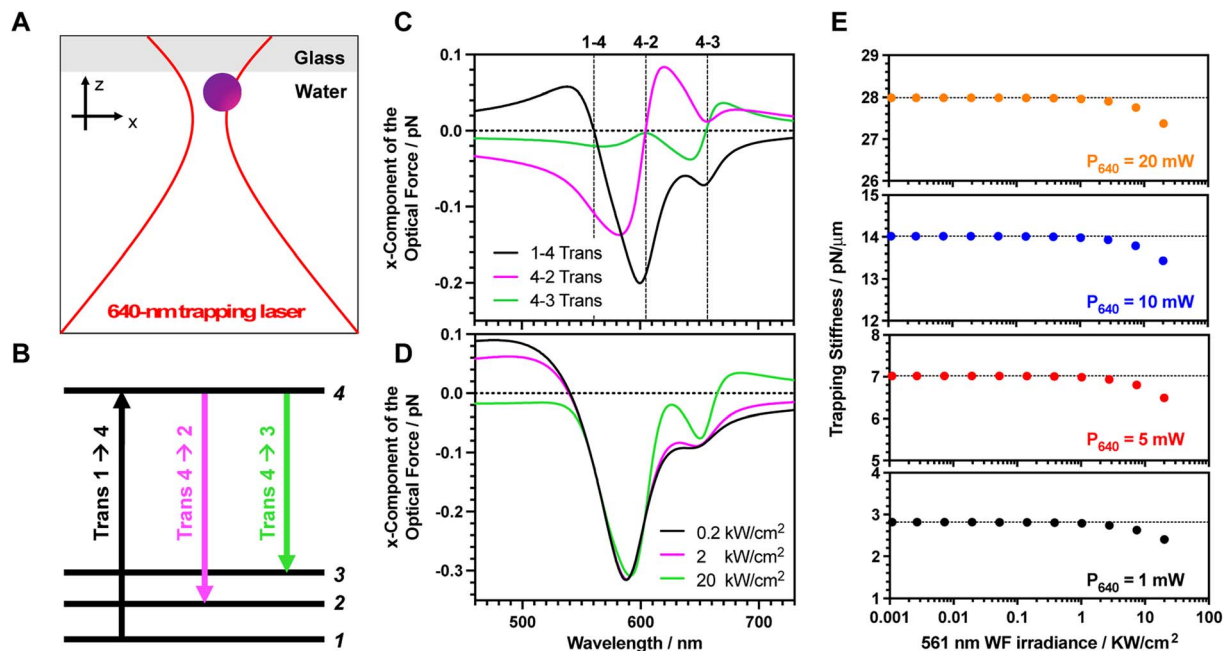 A
Glass
Water
z
x
640-nm trapping laser
B
4
Trans 1 → 4
Trans 4 → 2
Trans 4 → 3
3
2
1
C
1-4 4-2 4-3
0.1
0.0
-0.1
-0.2
x-Component of the
Optical Force / pN
1-4 Trans
4-2 Trans
4-3 Trans
D
0.1
0.0
-0.1
-0.2
-0.3
x-Component of the
Optical Force / pN
0.2 kW/cm²
2 kW/cm²
20 kW/cm²
500 600 700
Wavelength / nm
E
Trapping Stiffness / pN/µm
29
28
27
26
P640 = 20 mW
15
14
13
12
P640 = 10 mW
8
7
6
5
P640 = 5 mW
4
3
2
1
P640 = 1 mW
0.001 0.01 0.1 1 10 100
561 nm WF irradiance / KW/cm²